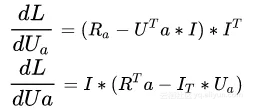 dL/dU_a = (R_a − U^T a ∗ I) ∗ I^T
dL/dUa = I ∗ (R^T a − I_T ∗ U_a)